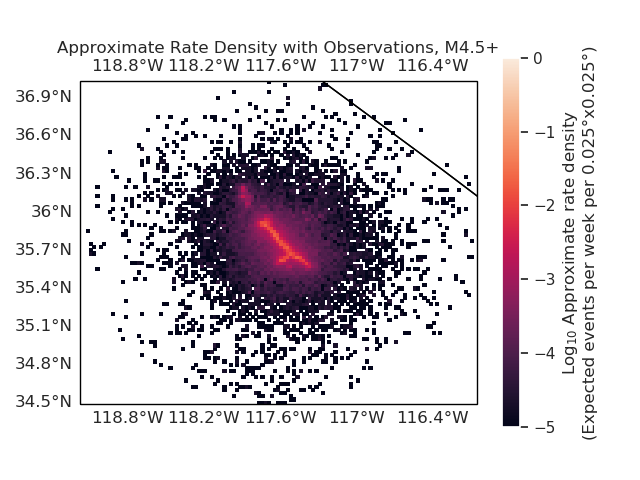 Approximate Rate Density with Observations, M4.5+
118.8°W 118.2°W 117.6°W 117°W 116.4°W
36.9°N
36.6°N
36.3°N
36°N
35.7°N
35.4°N
35.1°N
34.8°N
34.5°N
118.8°W 118.2°W 117.6°W 117°W 116.4°W
0
−1
−2
−3
−4
−5
Log₁₀ Approximate rate density
(Expected events per week per 0.025°x0.025°)